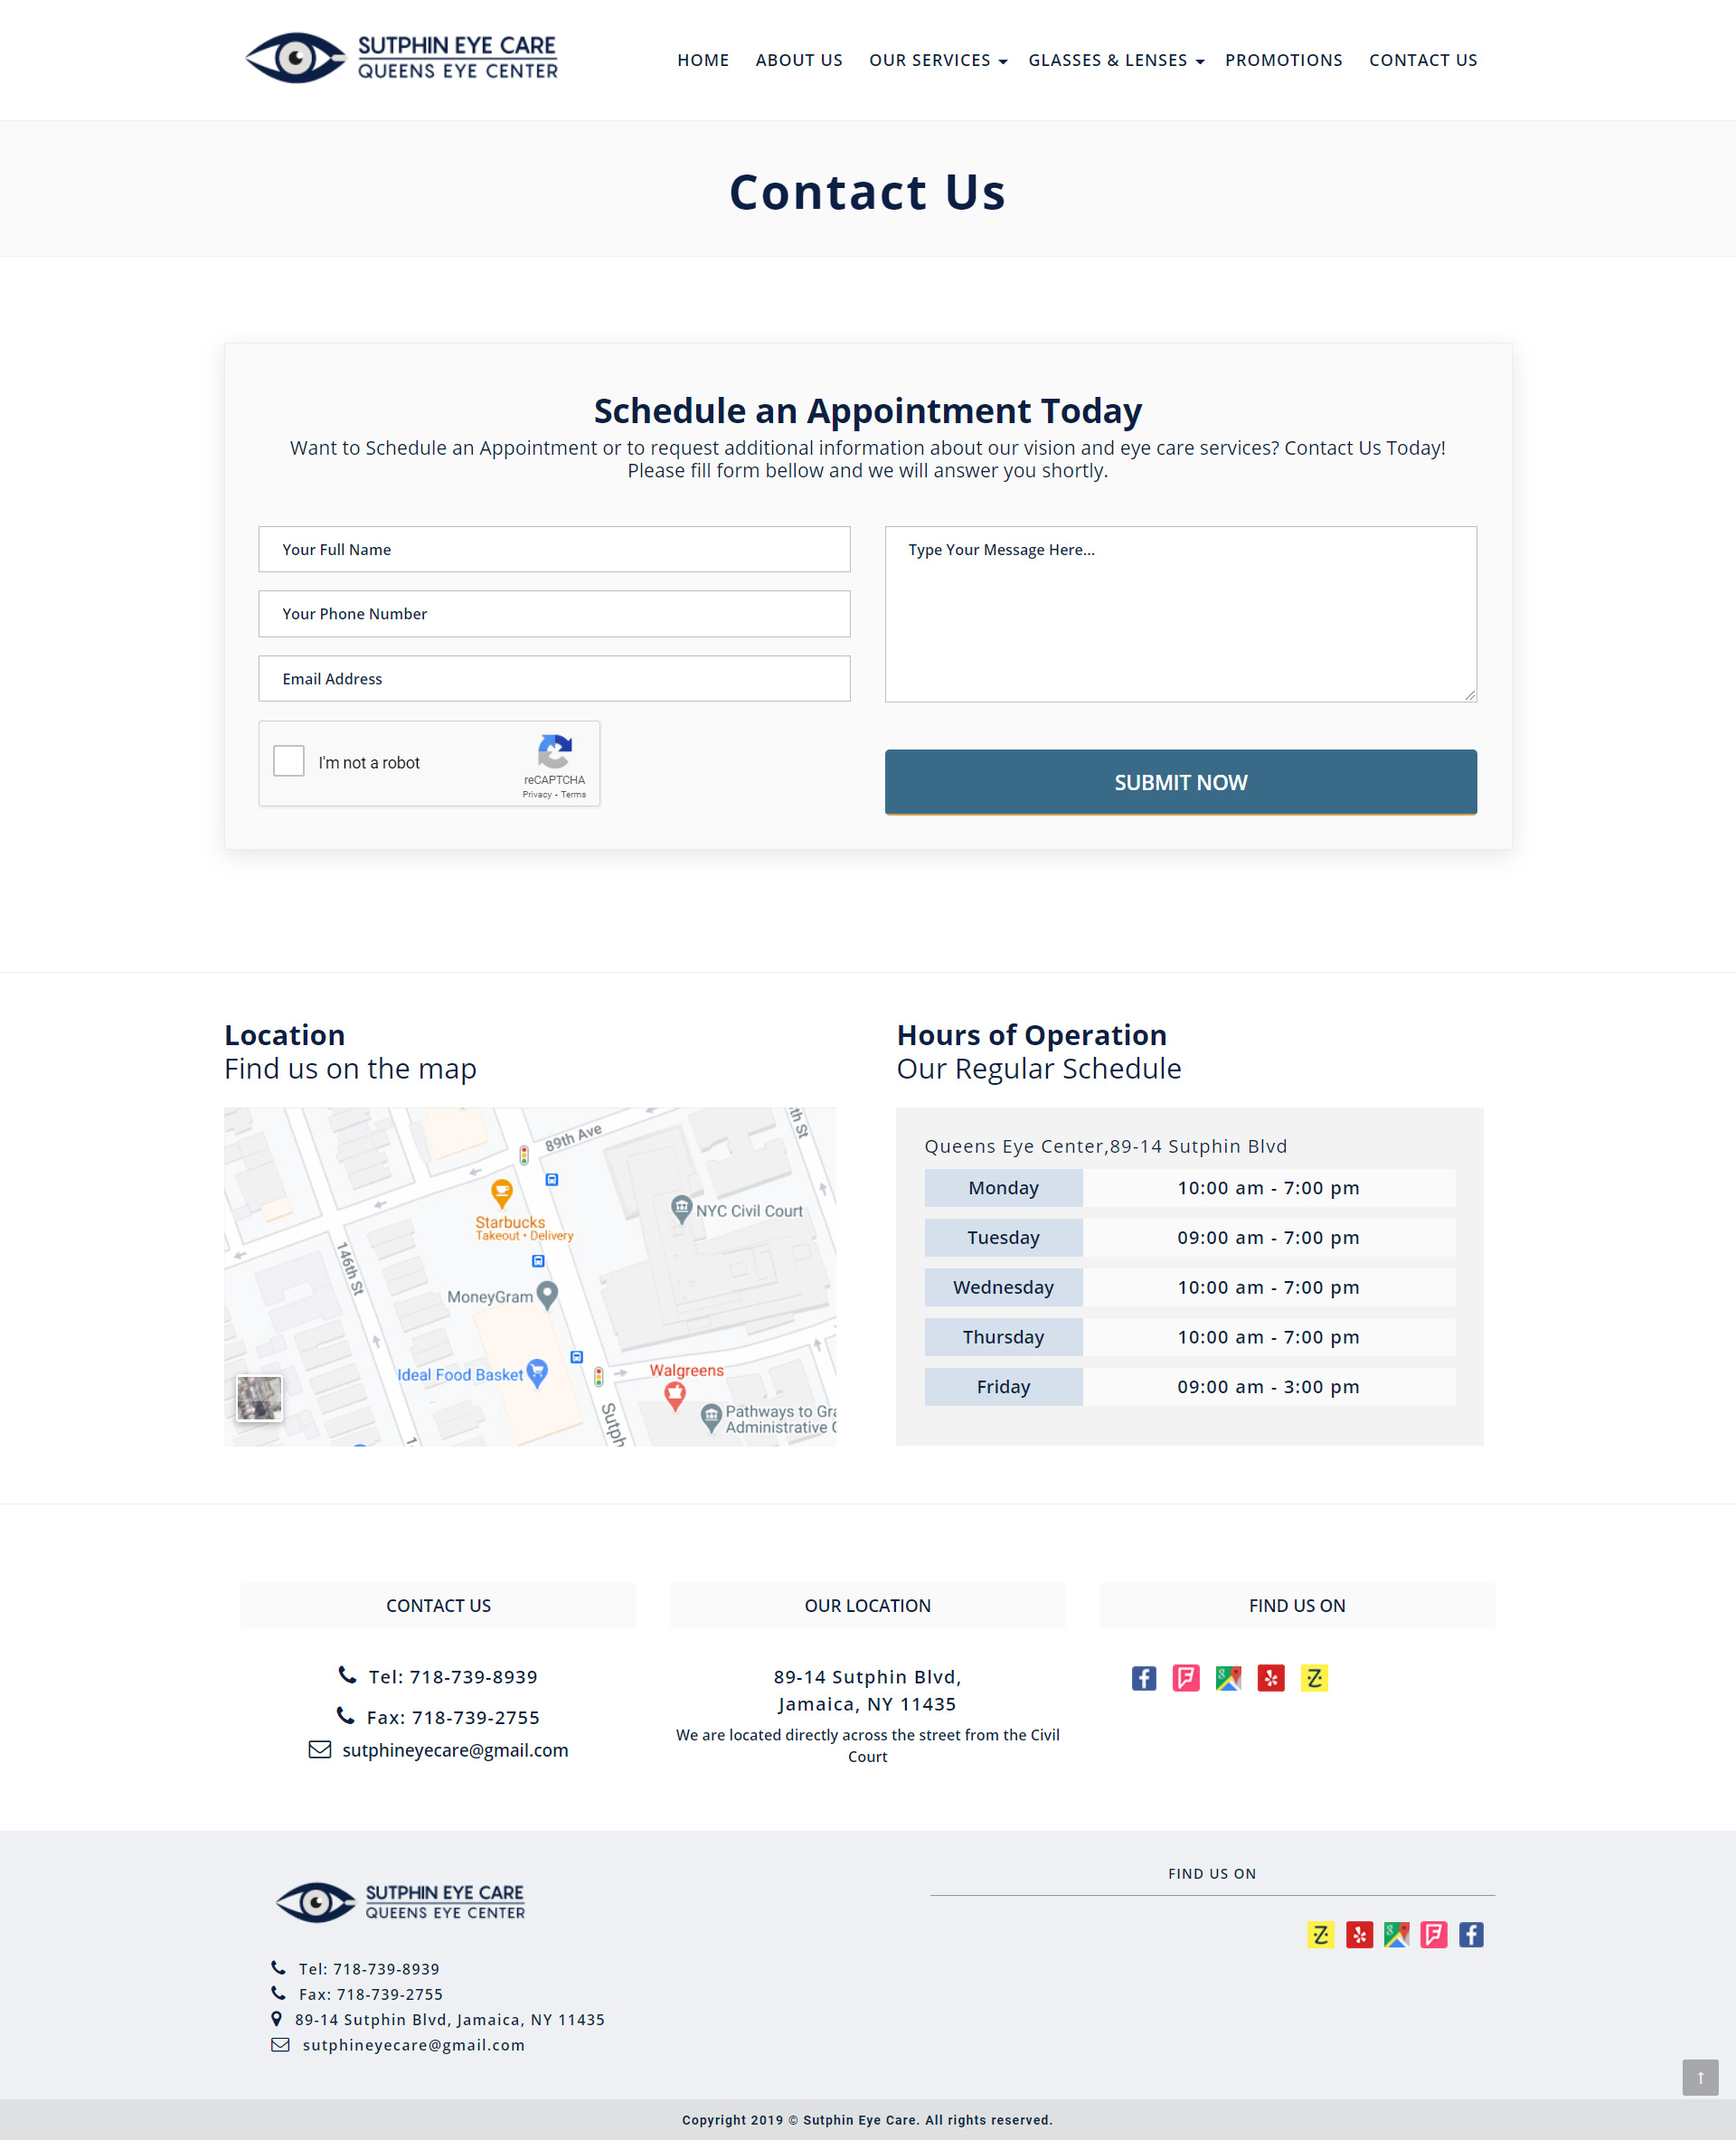 SUTPHIN EYE CARE
QUEENS EYE CENTER
HOME
ABOUT US
OUR SERVICES
GLASSES & LENSES
PROMOTIONS
CONTACT US
Contact Us
Schedule an Appointment Today
Want to Schedule an Appointment or to request additional information about our vision and eye care services? Contact Us Today!
Please fill form bellow and we will answer you shortly.
Your Full Name
Your Phone Number
Email Address
Type Your Message Here...
I'm not a robot
reCAPTCHA
Privacy - Terms
SUBMIT NOW
Location
Find us on the map
89th Ave
th St
Starbucks
Takeout • Delivery
NYC Civil Court
146th St
MoneyGram
Ideal Food Basket
Walgreens
Sutph
Pathways to Gra
Administrative C
Hours of Operation
Our Regular Schedule
Queens Eye Center,89-14 Sutphin Blvd
Monday 10:00 am - 7:00 pm
Tuesday 09:00 am - 7:00 pm
Wednesday 10:00 am - 7:00 pm
Thursday 10:00 am - 7:00 pm
Friday 09:00 am - 3:00 pm
CONTACT US
Tel: 718-739-8939
Fax: 718-739-2755
sutphineyecare@gmail.com
OUR LOCATION
89-14 Sutphin Blvd,
Jamaica, NY 11435
We are located directly across the street from the Civil
Court
FIND US ON
SUTPHIN EYE CARE
QUEENS EYE CENTER
Tel: 718-739-8939
Fax: 718-739-2755
89-14 Sutphin Blvd, Jamaica, NY 11435
sutphineyecare@gmail.com
FIND US ON
Copyright 2019 © Sutphin Eye Care. All rights reserved.